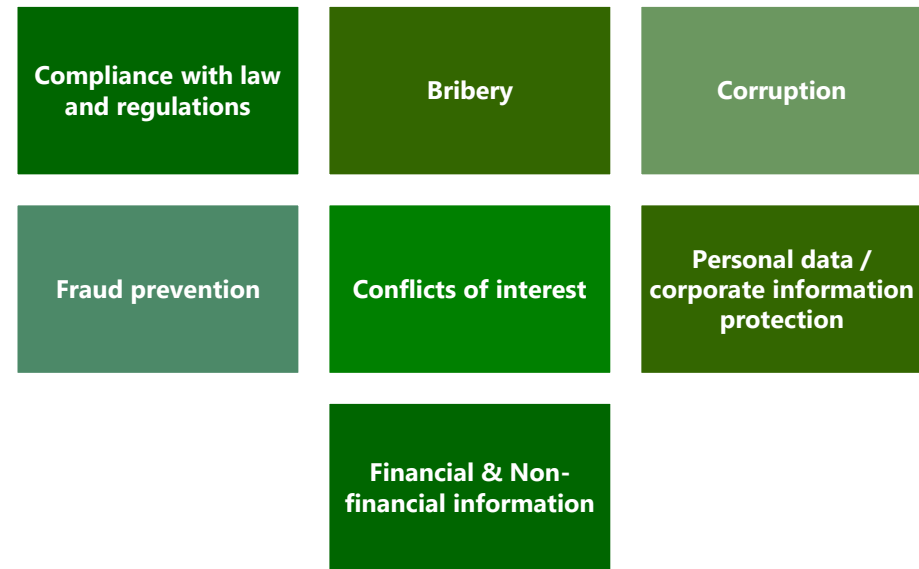 Compliance with law
and regulations
Bribery
Corruption
Fraud prevention
Conflicts of interest
Personal data /
corporate information
protection
Financial & Non-
financial information